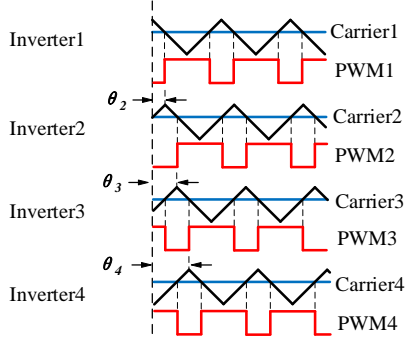 Inverter1
Carrier1
PWM1
θ2
Inverter2
Carrier2
PWM2
θ3
Inverter3
Carrier3
PWM3
θ4
Inverter4
Carrier4
PWM4